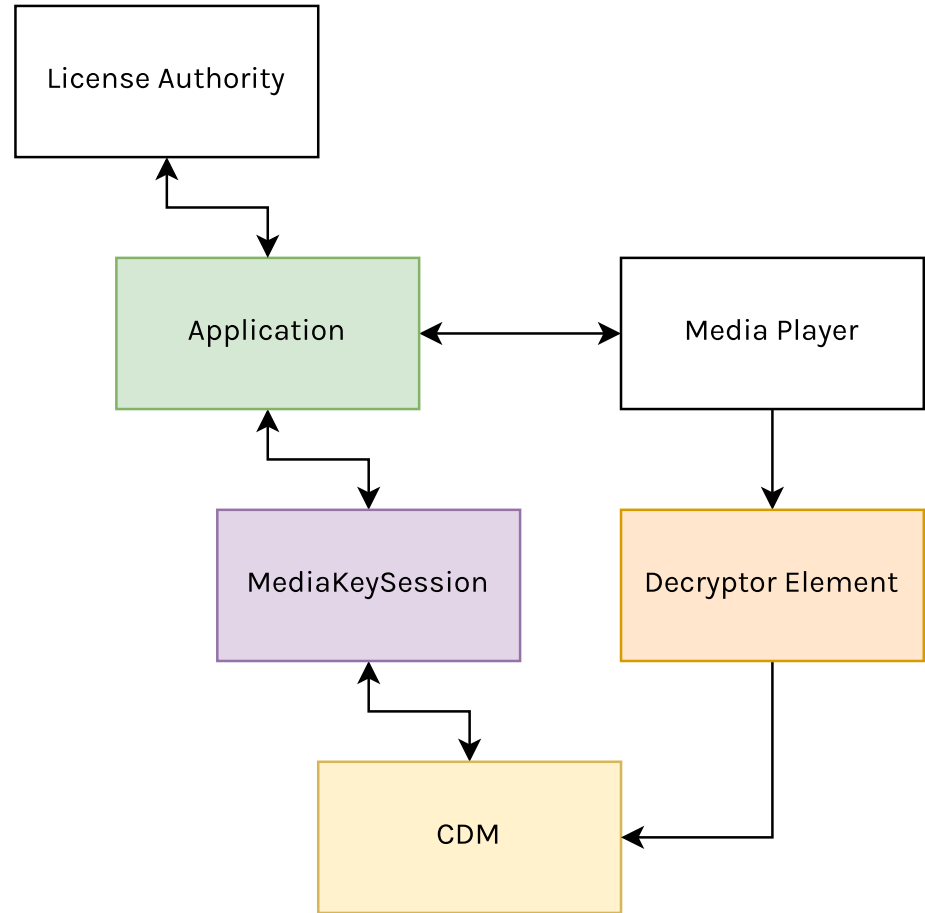 License Authority
Application
Media Player
MediaKeySession
Decryptor Element
CDM